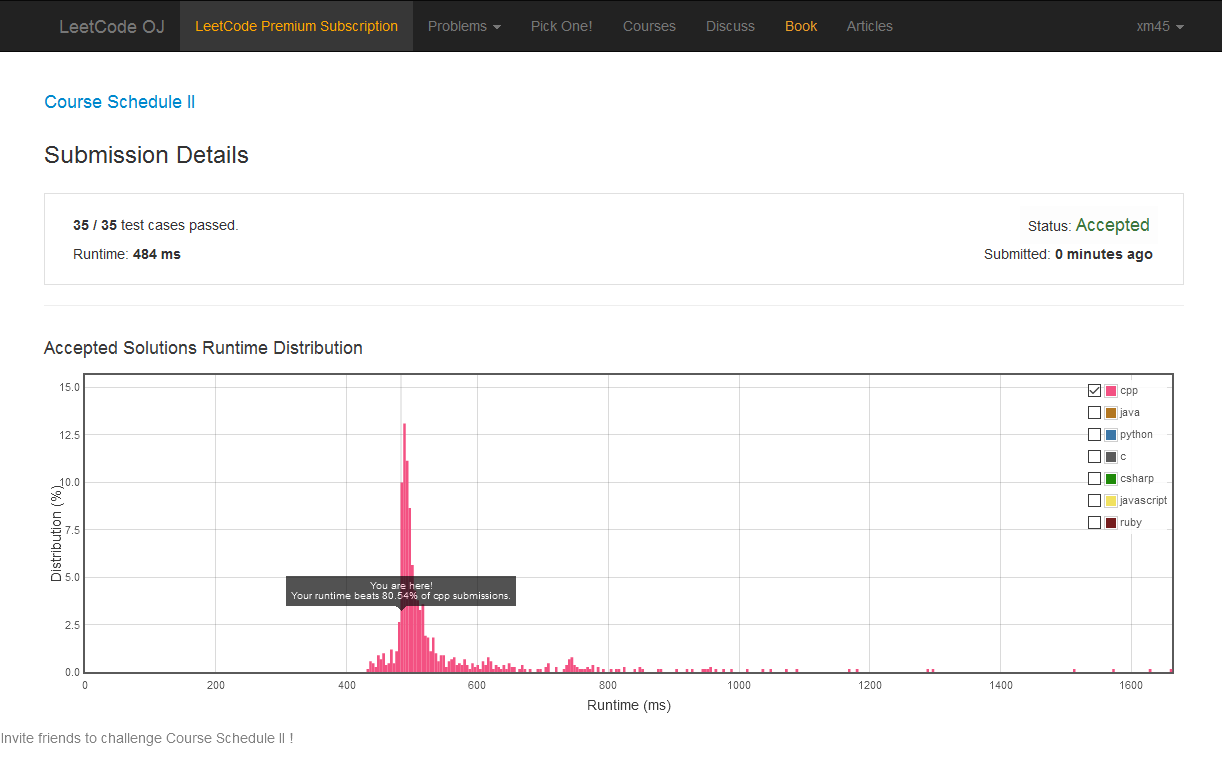 LeetCode OJ LeetCode Premium Subscription Problems Pick One! Courses Discuss Book Articles xm45
Course Schedule II
Submission Details
35 / 35 test cases passed. Status: Accepted
Runtime: 484 ms Submitted: 0 minutes ago
Accepted Solutions Runtime Distribution
15.0
12.5
10.0
7.5
5.0
2.5
0.0
Distribution (%)
cpp
java
python
c
csharp
javascript
ruby
You are here!
Your runtime beats 80.54% of cpp submissions.
0 200 400 600 800 1000 1200 1400 1600
Runtime (ms)
Invite friends to challenge Course Schedule II !